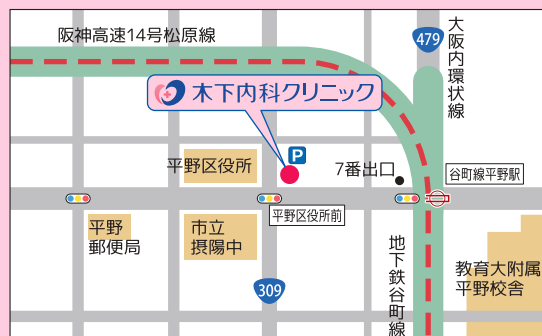 阪神高速14号松原線
479
大阪内環状線
木下内科クリニック
P
平野区役所
7番出口
谷町線平野駅
平野区役所前
平野
郵便局
市立
摂陽中
地下鉄谷町線
教育大附属
平野校舎
309